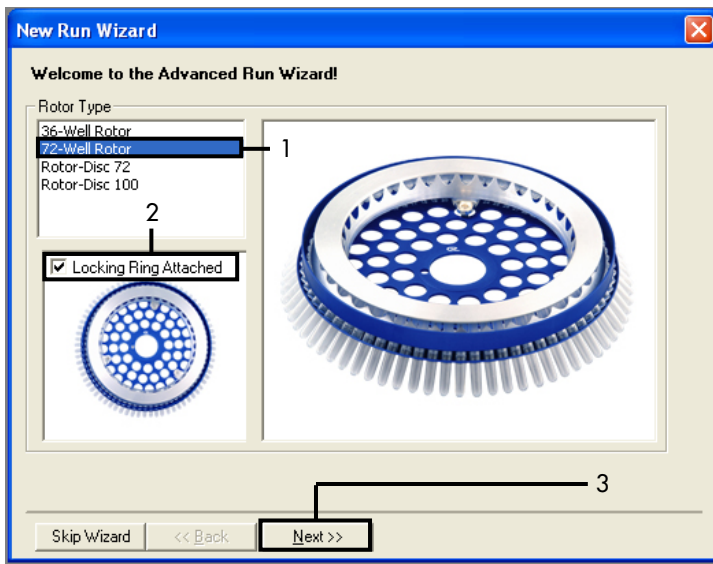 New Run Wizard
Welcome to the Advanced Run Wizard!
Rotor Type
36-Well Rotor
72-Well Rotor
Rotor-Disc 72
Rotor-Disc 100
1
2
Locking Ring Attached
3
Skip Wizard
<< Back
Next >>